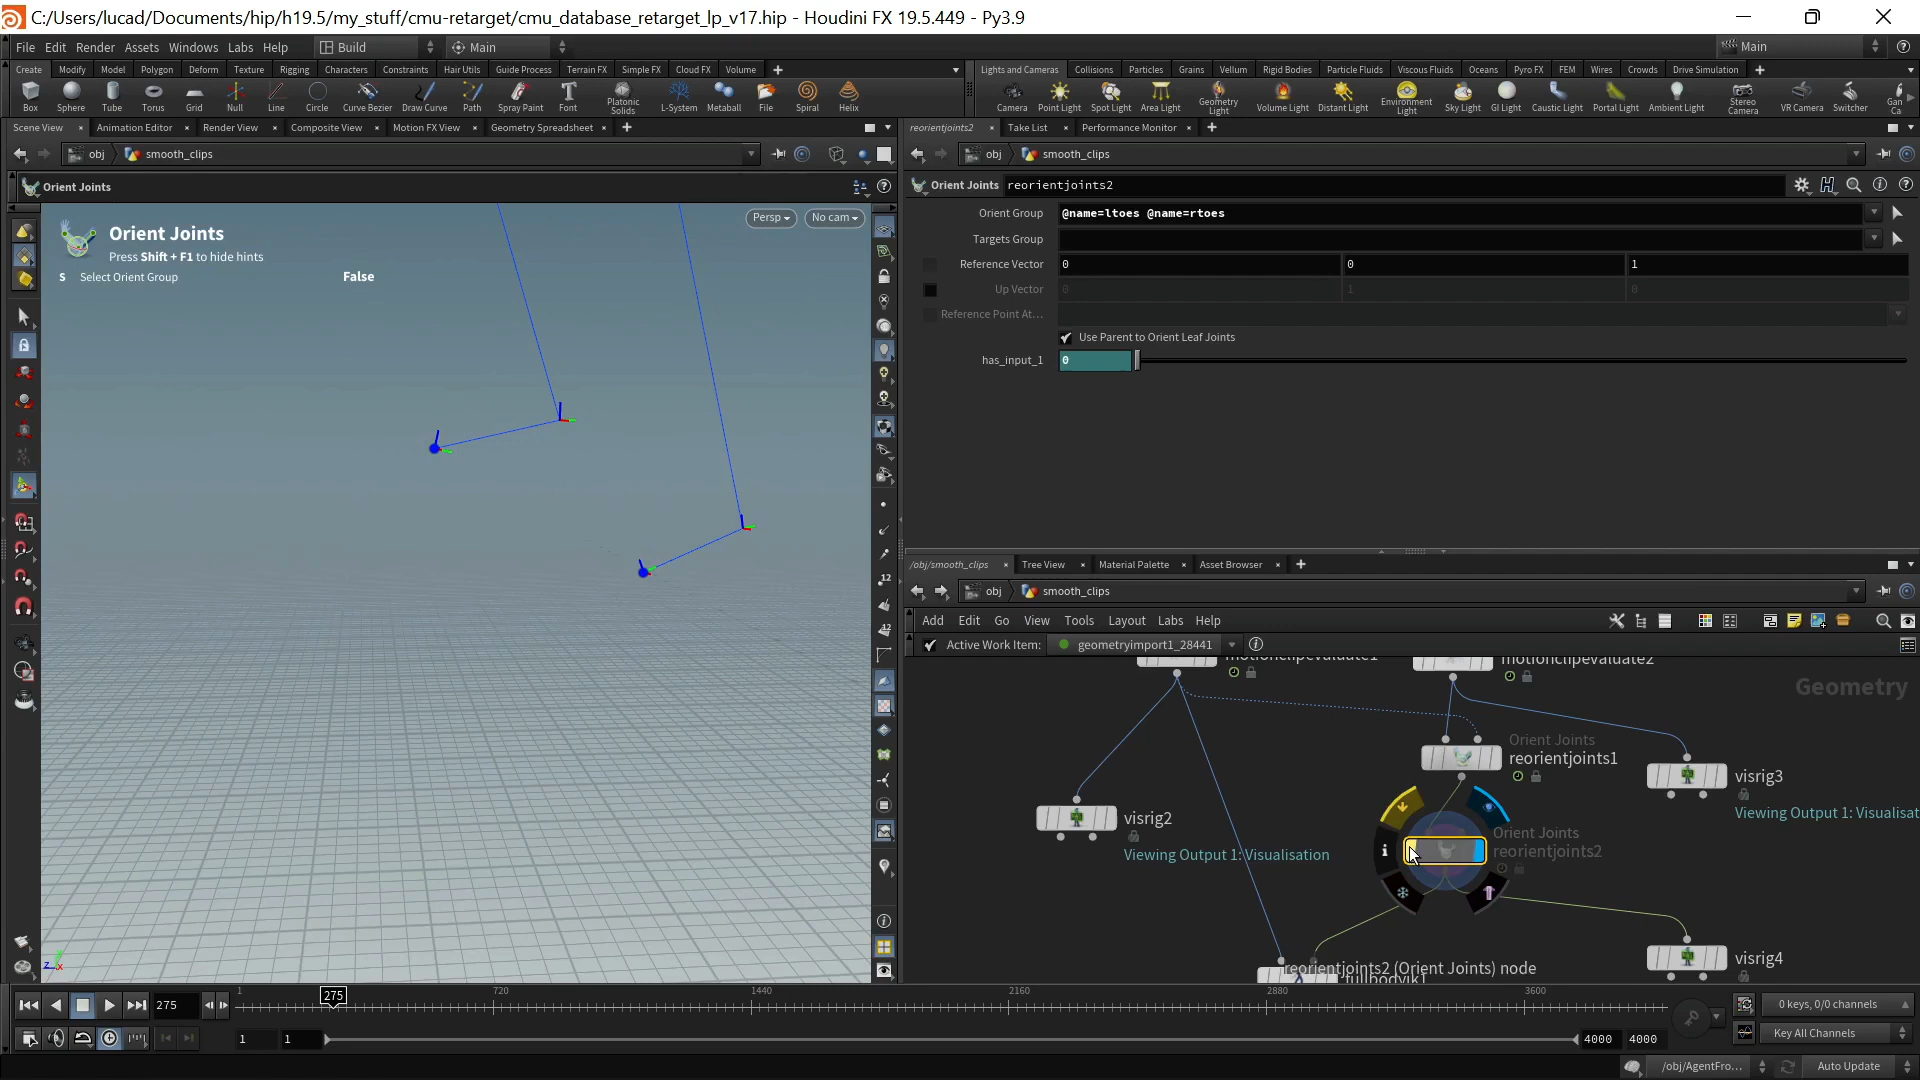 C:/Users/lucad/Documents/hip/h19.5/my_stuff/cmu-retarget/cmu_database_retarget_lp_v17.hip - Houdini FX 19.5.449 - Py3.9
File Edit Render Assets Windows Labs Help Build Main Main
Create Modify Model Polygon Deform Texture Rigging Characters Constraints Hair Utils Guide Process Terrain FX Simple FX Cloud FX Volume
Lights and Cameras Collisions Particles Grains Vellum Rigid Bodies Particle Fluids Viscous Fluids Oceans Pyro FX FEM Wires Crowds Drive Simulation
Box Sphere Tube Torus Grid Null Line Circle Curve Bezier Draw Curve Path Spray Paint Font Platonic Solids L-System Metaball File Spiral Helix
Camera Point Light Spot Light Area Light Geometry Light Volume Light Distant Light Environment Light Sky Light GI Light Caustic Light Portal Light Ambient Light Stereo Camera VR Camera Switcher
Scene View Animation Editor Render View Composite View Motion FX View Geometry Spreadsheet
reorientjoints2 Take List Performance Monitor
obj smooth_clips
obj smooth_clips
Orient Joints
Orient Joints reorientjoints2
Persp No cam
Orient Joints
Press Shift + F1 to hide hints
S Select Orient Group False
Orient Group @name=ltoes @name=rtoes
Targets Group
Reference Vector 0 0 1
Up Vector 0 1 0
Reference Point At...
Use Parent to Orient Leaf Joints
has_input_1 0
/obj/smooth_clips Tree View Material Palette Asset Browser
obj smooth_clips
Add Edit Go View Tools Layout Labs Help
Active Work Item: geometryimport1_28441
motionclipevaluate1 motionclipevaluate2
Geometry
Orient Joints
reorientjoints1
visrig3
Viewing Output 1: Visualisat
visrig2
Viewing Output 1: Visualisation
Orient Joints
reorientjoints2
visrig4
reorientjoints2 (Orient Joints) node
fullbodyik1
z x
275 1 275 720 1440 2160 2880 3600
0 keys, 0/0 channels
1 1 4000 4000 Key All Channels
/obj/AgentFro... Auto Update